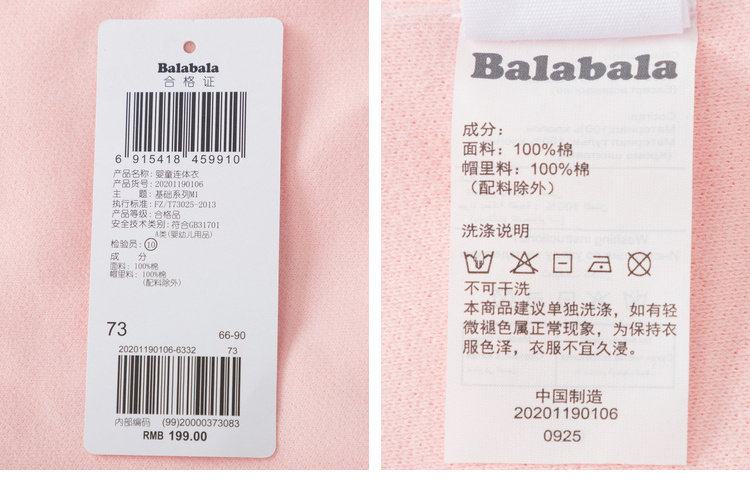 Balabala
合格证
6 915418 459910
产品名称: 婴童连体衣
产品货号: 20201190106
主 题: 基础系列M1
执行标准: FZ/T73025-2013
产品等级: 合格品
安全技术类别: 符合GB31701
A类(婴幼儿用品)
检验员: 10
成 分
面料: 100%棉
帽里料: 100%棉
(配料除外)
73 66-90
20201190106-6332 73
内部编码 (99)20000373083
RMB 199.00
Balabala
成分:
面料: 100%棉
帽里料: 100%棉
(配料除外)
洗涤说明
不可干洗
本商品建议单独洗涤, 如有轻
微褪色属正常现象, 为保持衣
服色泽, 衣服不宜久浸。
中国制造
20201190106
0925